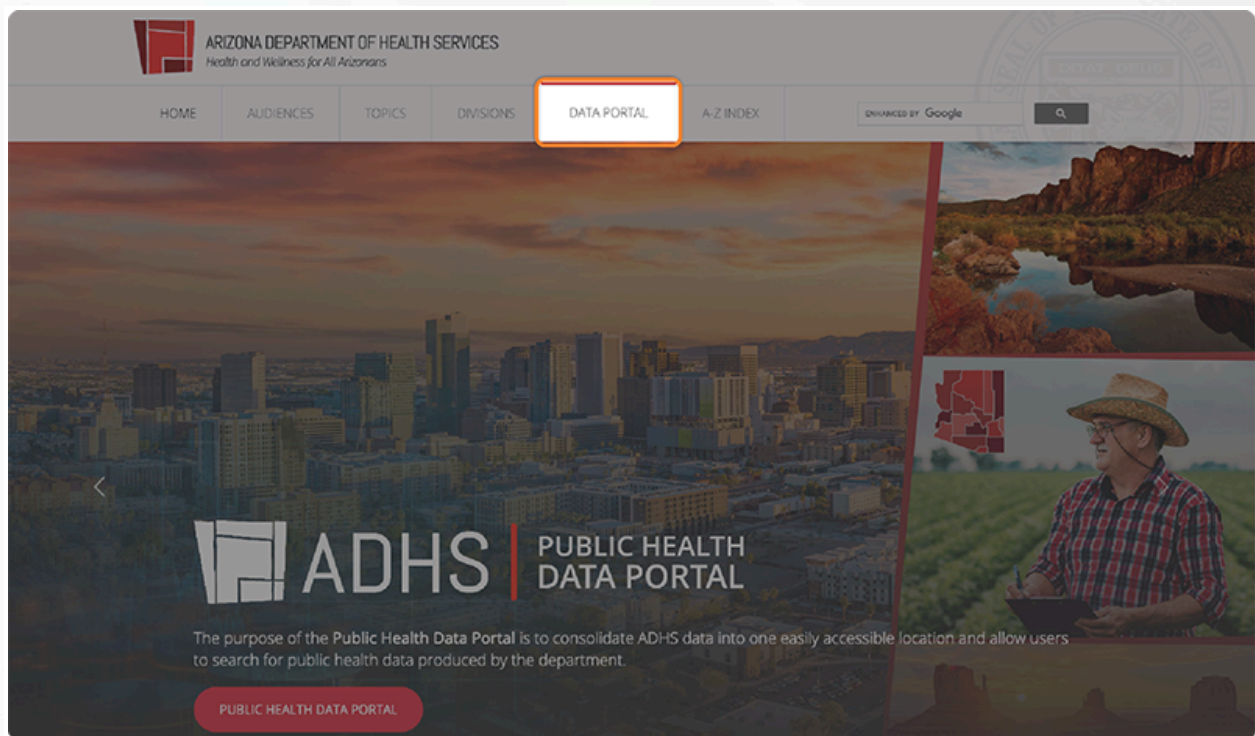 ARIZONA DEPARTMENT OF HEALTH SERVICES
Health and Wellness for All Arizonans
HOME AUDIENCES TOPICS DIVISIONS DATA PORTAL A-Z INDEX ENHANCED BY Google
DITAT DEUS
ADHS PUBLIC HEALTH
DATA PORTAL
The purpose of the Public Health Data Portal is to consolidate ADHS data into one easily accessible location and allow users
to search for public health data produced by the department.
PUBLIC HEALTH DATA PORTAL